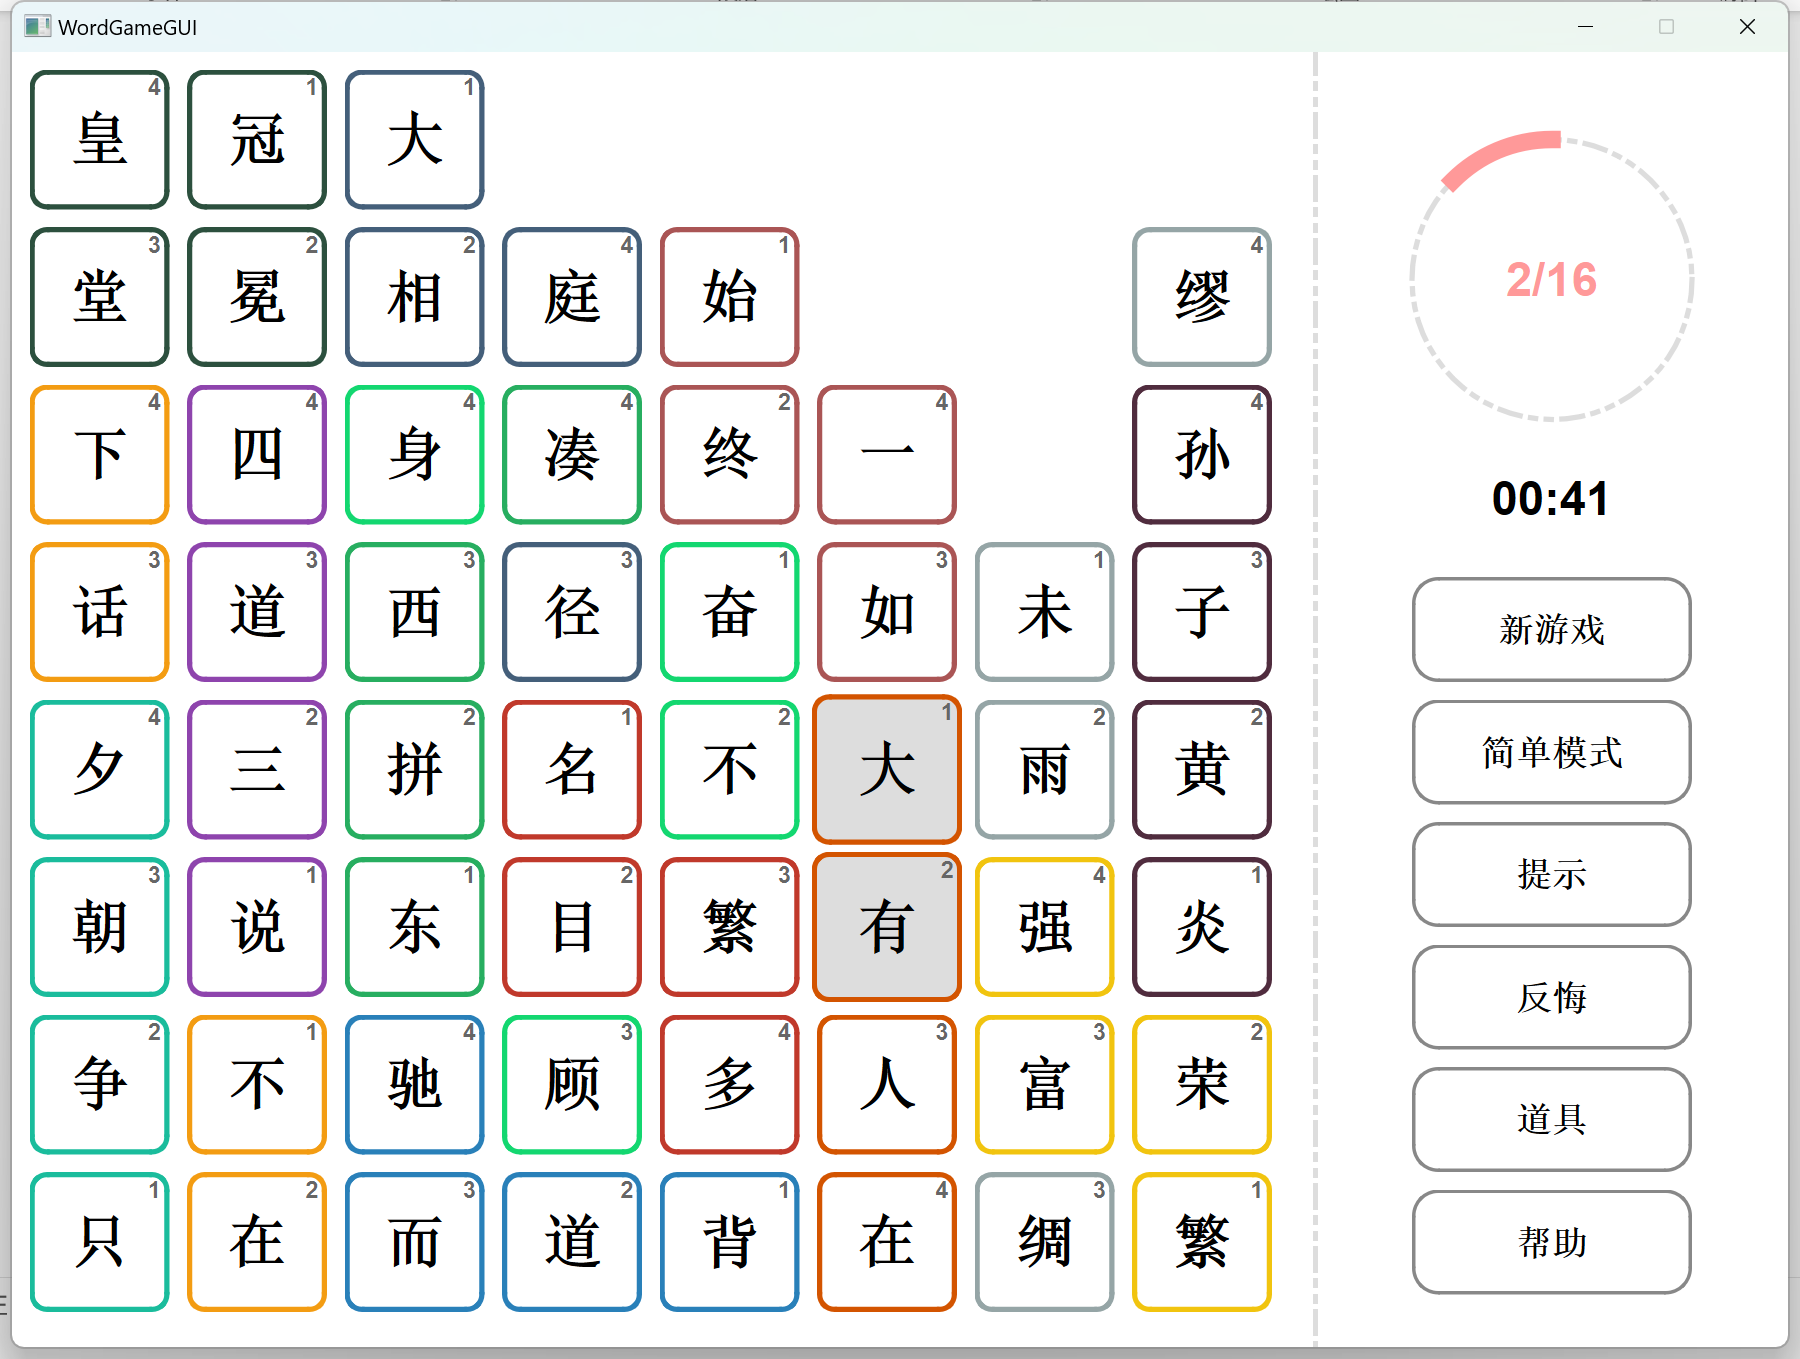 WordGameGUI
皇 4 冠 1 大 1
堂 3 冕 2 相 2 庭 4 始 1 缪 4
下 4 四 4 身 4 凑 4 终 2 一 4 孙 4
话 3 道 3 西 3 径 3 奋 1 如 3 未 1 子 3
夕 4 三 2 拼 2 名 1 不 2 大 1 雨 2 黄 2
朝 3 说 1 东 1 目 2 繁 3 有 2 强 4 炎 1
争 2 不 1 驰 4 顾 3 多 4 人 3 富 3 荣 2
只 1 在 2 而 3 道 2 背 1 在 4 绸 3 繁 1
2/16
00:41
新游戏
简单模式
提示
反悔
道具
帮助